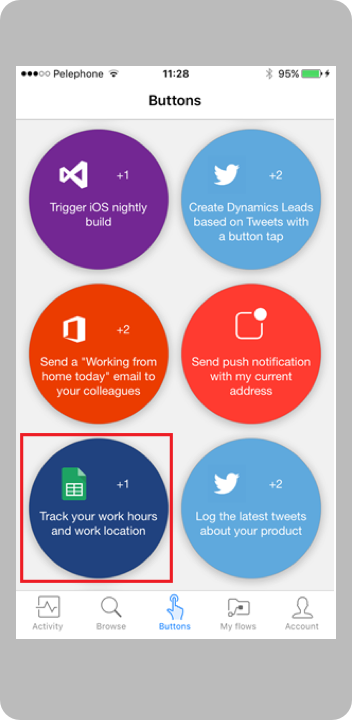 Pelephone 11:28 95%
Buttons
+1
Trigger iOS nightly
build
+2
Create Dynamics Leads
based on Tweets with
a button tap
+2
Send a "Working from
home today" email to
your colleagues
Send push notification
with my current
address
+1
Track your work hours
and work location
+2
Log the latest tweets
about your product
Activity Browse Buttons My flows Account